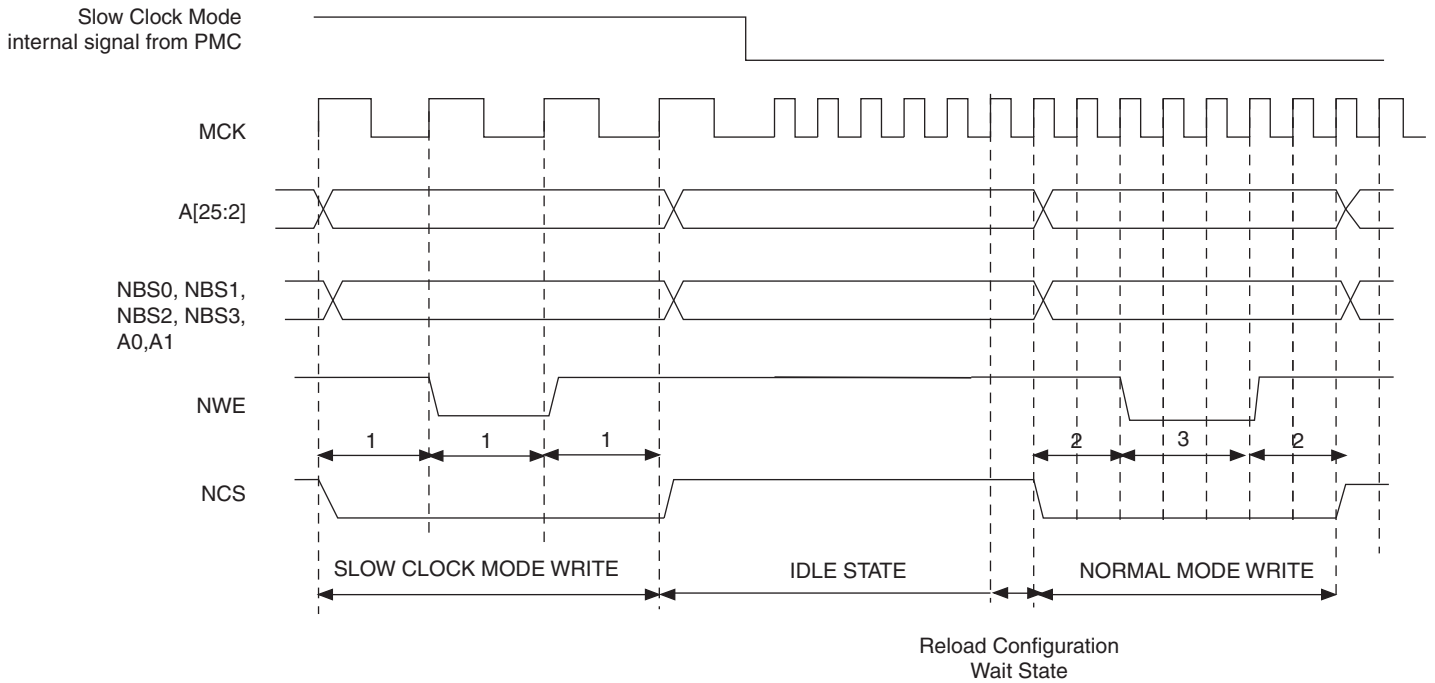 Slow Clock Mode
internal signal from PMC
MCK
A[25:2]
NBS0, NBS1,
NBS2, NBS3,
A0,A1
NWE
1 1 1 2 3 2
NCS
SLOW CLOCK MODE WRITE IDLE STATE NORMAL MODE WRITE
Reload Configuration
Wait State